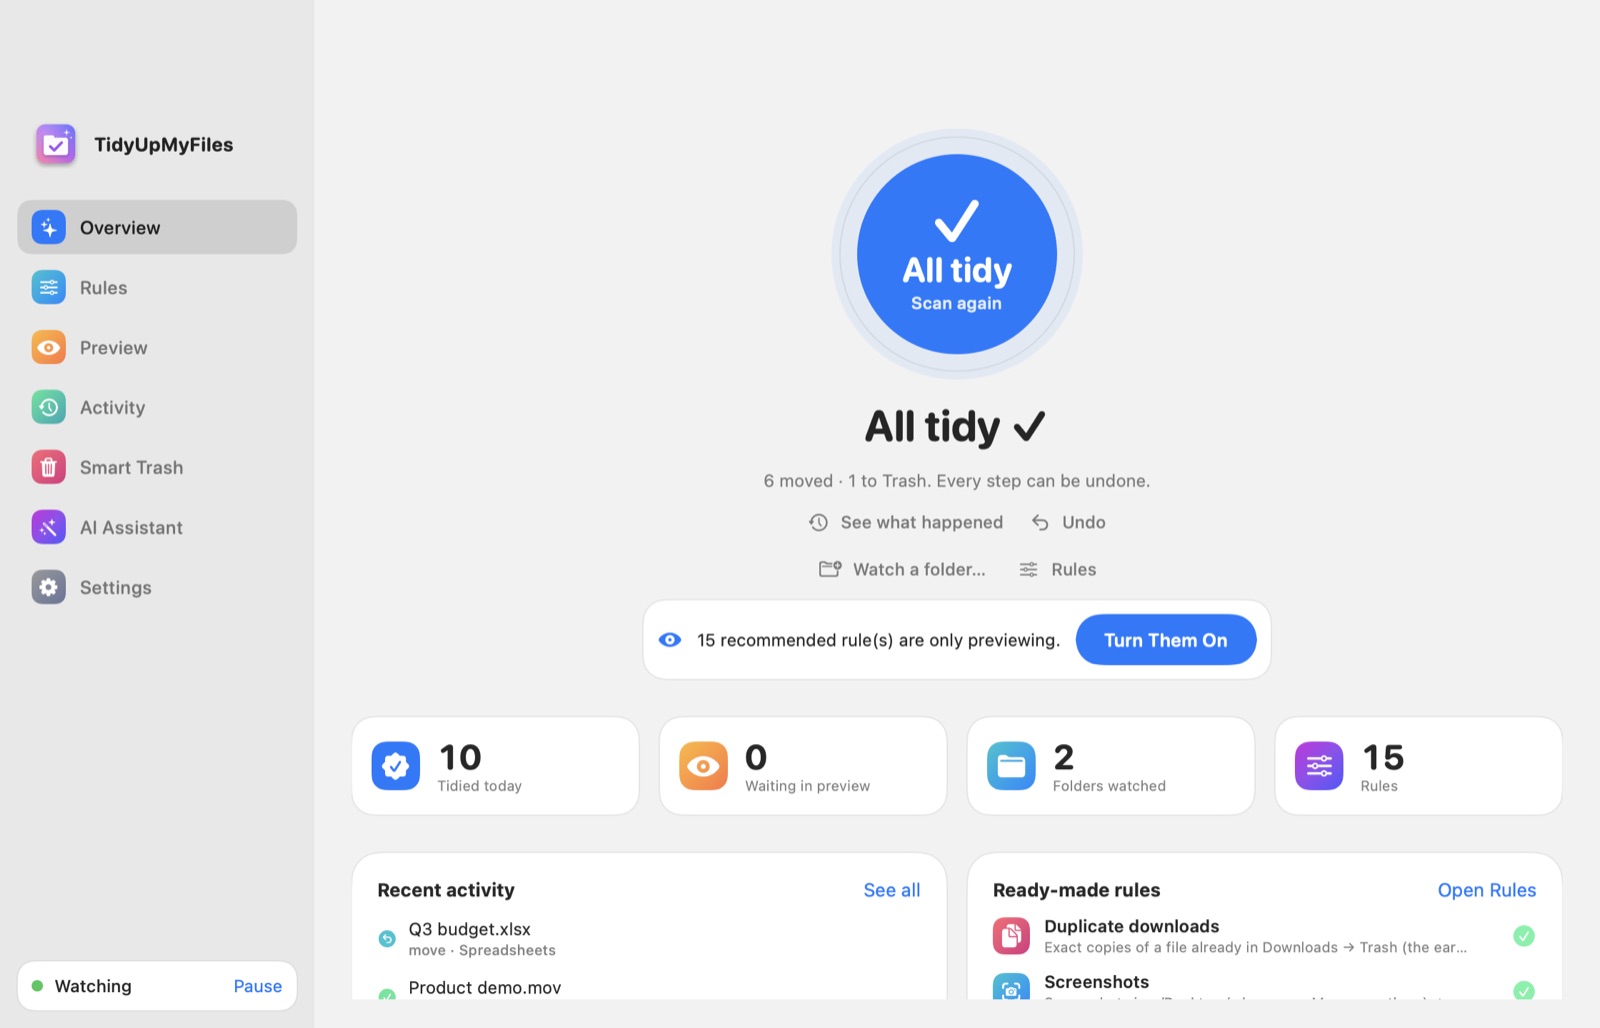 TidyUpMyFiles
Overview
Rules
Preview
Activity
Smart Trash
AI Assistant
Settings
Watching
Pause
All tidy
Scan again
All tidy ✓
6 moved · 1 to Trash. Every step can be undone.
See what happened
Undo
Watch a folder...
Rules
15 recommended rule(s) are only previewing.
Turn Them On
10
Tidied today
0
Waiting in preview
2
Folders watched
15
Rules
Recent activity
See all
Q3 budget.xlsx
move · Spreadsheets
Product demo.mov
Ready-made rules
Open Rules
Duplicate downloads
Exact copies of a file already in Downloads → Trash (the ear...
Screenshots